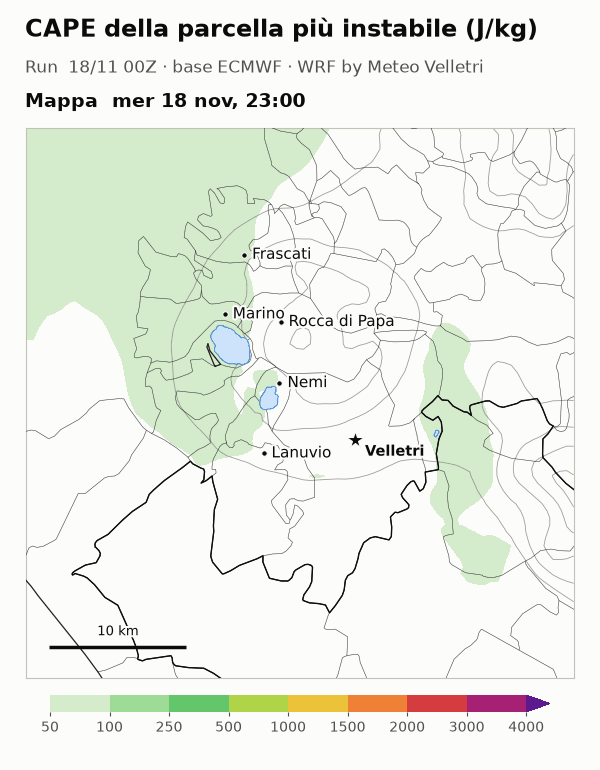 CAPE della parcella più instabile (J/kg)
Run  18/11 00Z · base ECMWF · WRF by Meteo Velletri
Mappa  mer 18 nov, 23:00
Frascati
Marino
Rocca di Papa
Nemi
Velletri
Lanuvio
10 km
50 100 250 500 1000 1500 2000 3000 4000